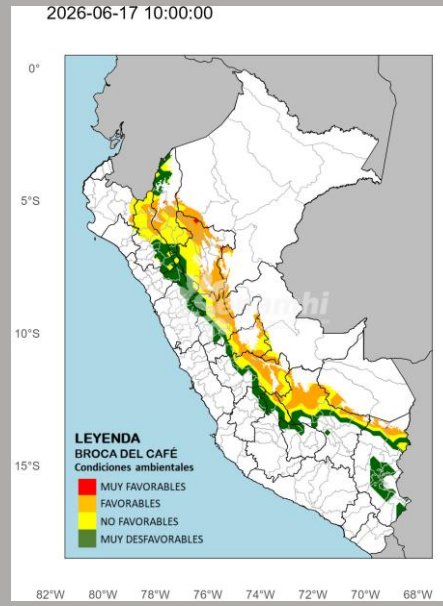 2026-06-17 10:00:00
0°
5°S
10°S
15°S
LEYENDA
BROCA DEL CAFÉ
Condiciones ambientales
MUY FAVORABLES
FAVORABLES
NO FAVORABLES
MUY DESFAVORABLES
82°W 80°W 78°W 76°W 74°W 72°W 70°W 68°W